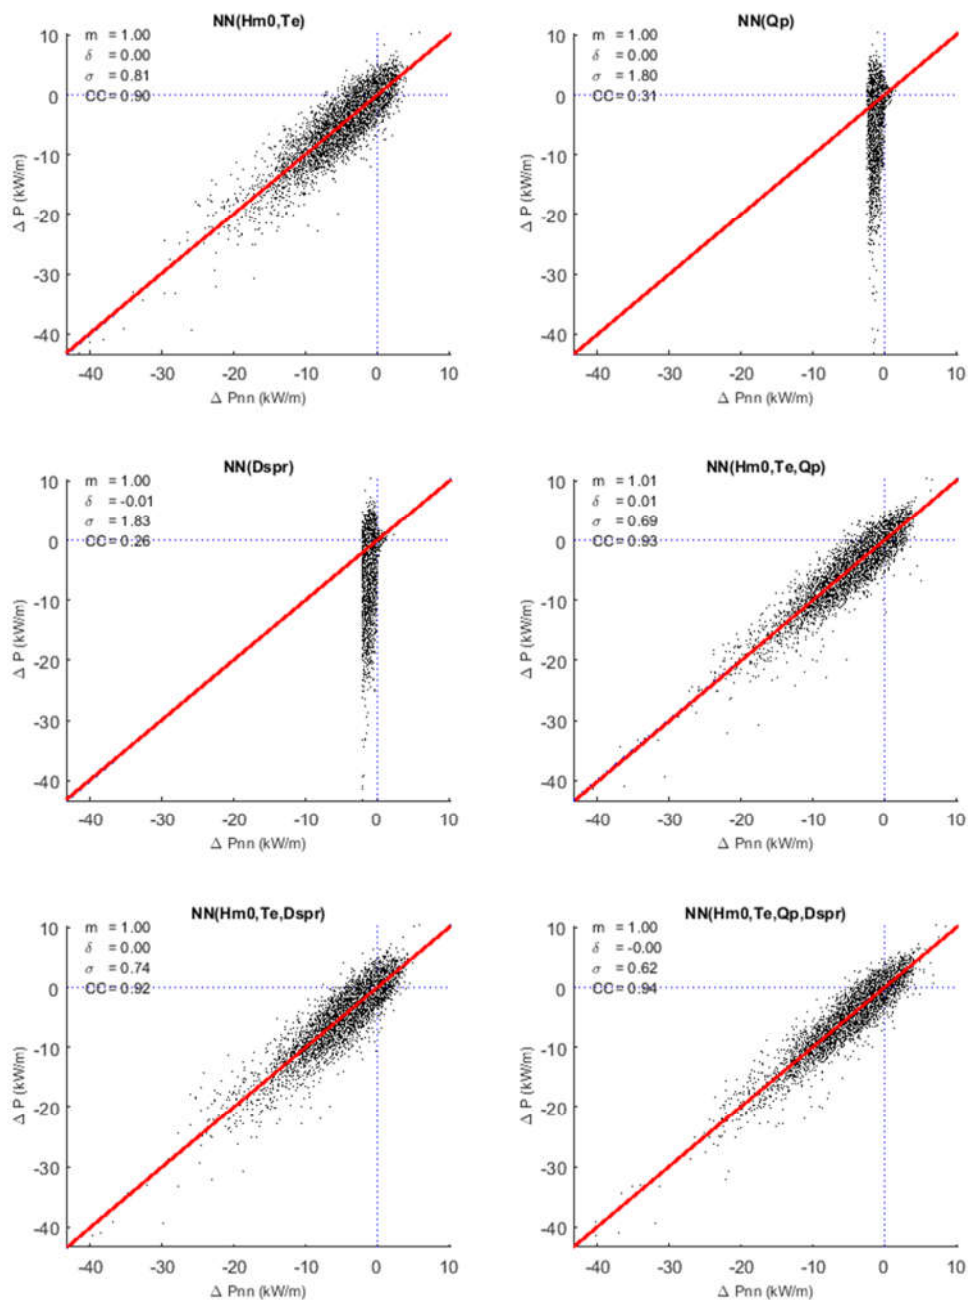 NN(Hm0,Te)
m = 1.00
δ = 0.00
σ = 0.81
CC = 0.90
10
0
-10
-20
-30
-40
Δ P (kW/m)
-40 -30 -20 -10 0 10
Δ Pnn (kW/m)
NN(Qp)
m = 1.00
δ = 0.00
σ = 1.80
CC = 0.31
10
0
-10
-20
-30
-40
Δ P (kW/m)
-40 -30 -20 -10 0 10
Δ Pnn (kW/m)
NN(Dspr)
m = 1.00
δ = -0.01
σ = 1.83
CC = 0.26
10
0
-10
-20
-30
-40
Δ P (kW/m)
-40 -30 -20 -10 0 10
Δ Pnn (kW/m)
NN(Hm0,Te,Qp)
m = 1.01
δ = 0.01
σ = 0.69
CC = 0.93
10
0
-10
-20
-30
-40
Δ P (kW/m)
-40 -30 -20 -10 0 10
Δ Pnn (kW/m)
NN(Hm0,Te,Dspr)
m = 1.00
δ = 0.00
σ = 0.74
CC = 0.92
10
0
-10
-20
-30
-40
Δ P (kW/m)
-40 -30 -20 -10 0 10
Δ Pnn (kW/m)
NN(Hm0,Te,Qp,Dspr)
m = 1.00
δ = -0.00
σ = 0.62
CC = 0.94
10
0
-10
-20
-30
-40
Δ P (kW/m)
-40 -30 -20 -10 0 10
Δ Pnn (kW/m)